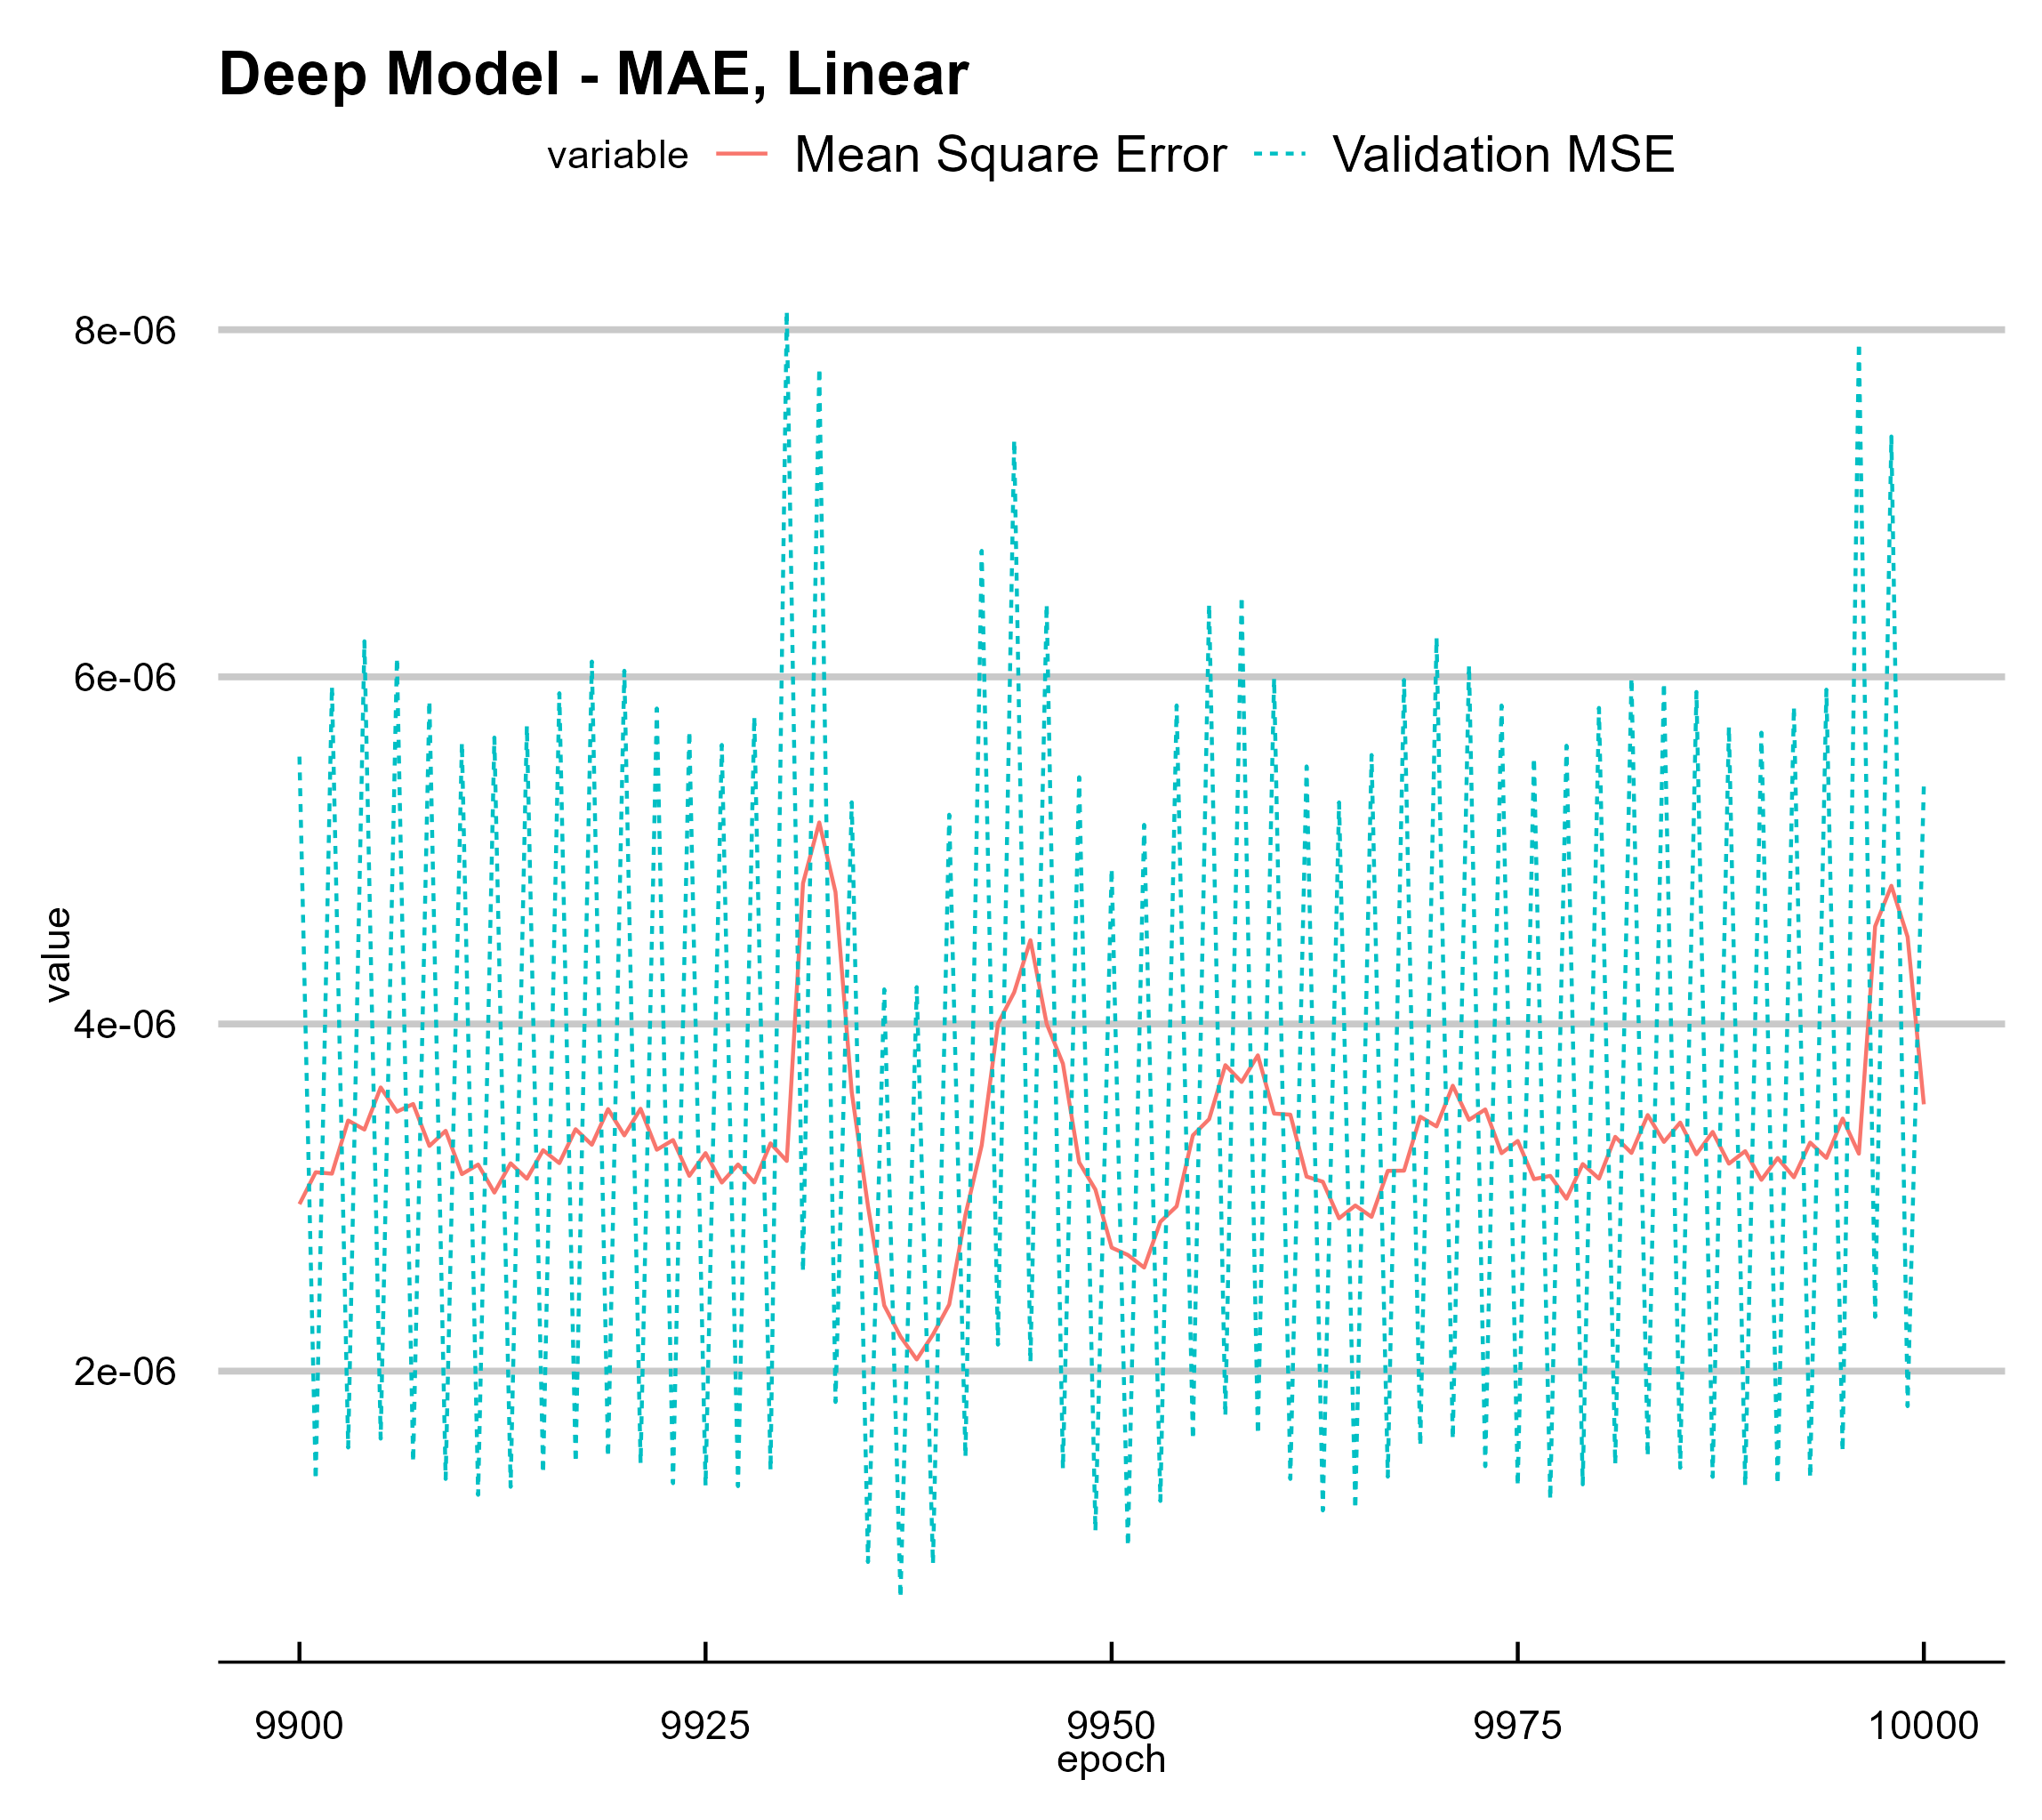 Deep Model - MAE, Linear
variable Mean Square Error Validation MSE
8e-06
6e-06
value
4e-06
2e-06
9900 9925 9950 9975 10000
epoch